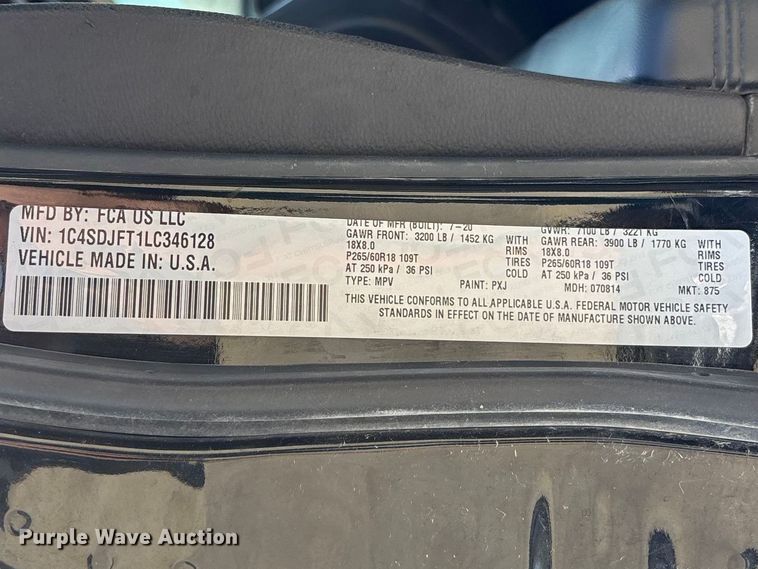 MFD BY: FCA US LLC
VIN: 1C4SDJFT1LC346128
VEHICLE MADE IN: U.S.A.
DATE OF MFR (BUILT): 7-20 GVWR: 7100 LB / 3221 KG
GAWR FRONT: 3200 LB / 1452 KG WITH GAWR REAR: 3900 LB / 1770 KG WITH
18X8.0 RIMS 18X8.0 RIMS
P265/60R18 109T TIRES P265/60R18 109T TIRES
AT 250 kPa / 36 PSI COLD AT 250 kPa / 36 PSI COLD
TYPE: MPV PAINT: PXJ MDH: 070814 MKT: 875
THIS VEHICLE CONFORMS TO ALL APPLICABLE U.S.A. FEDERAL MOTOR VEHICLE SAFETY
STANDARDS IN EFFECT ON THE DATE OF MANUFACTURE SHOWN ABOVE.
Purple Wave Auction